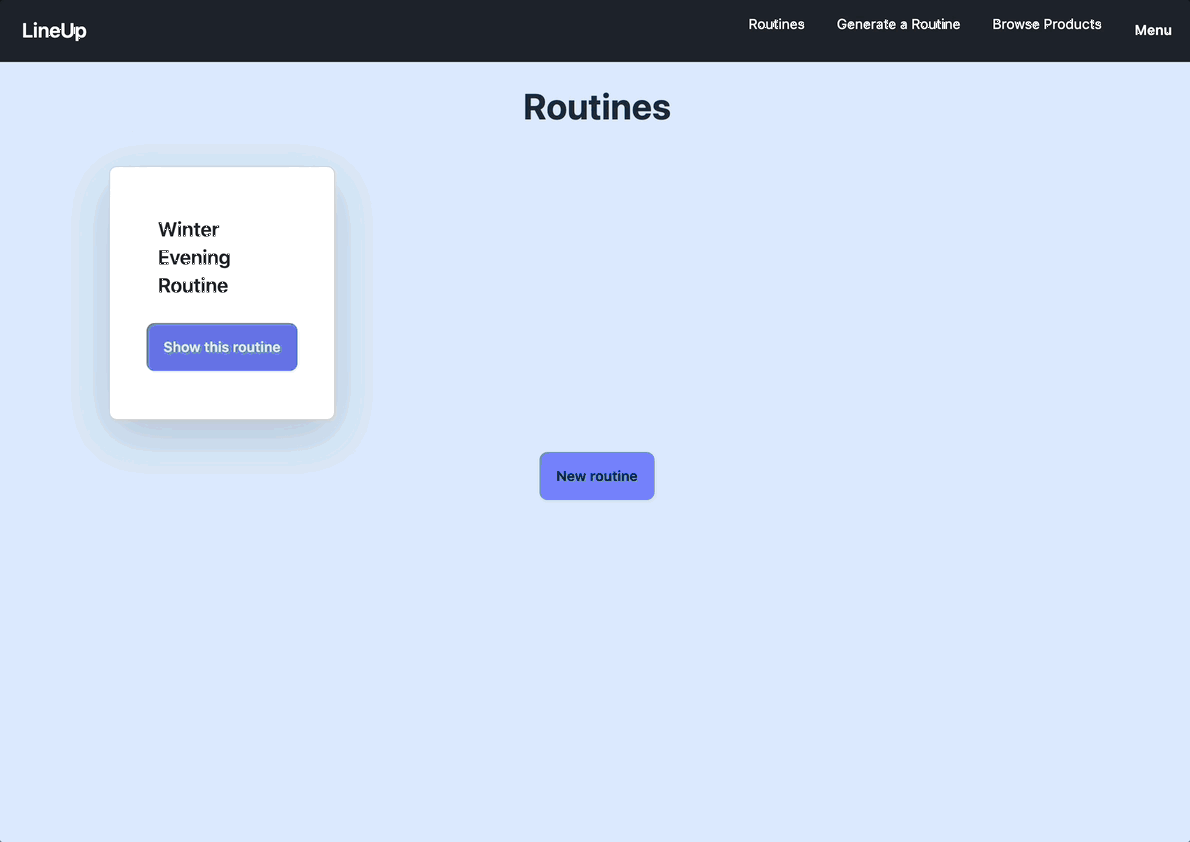 LineUp
Routines
Generate a Routine
Browse Products
Menu
Routines
Winter
Evening
Routine
Show this routine
New routine